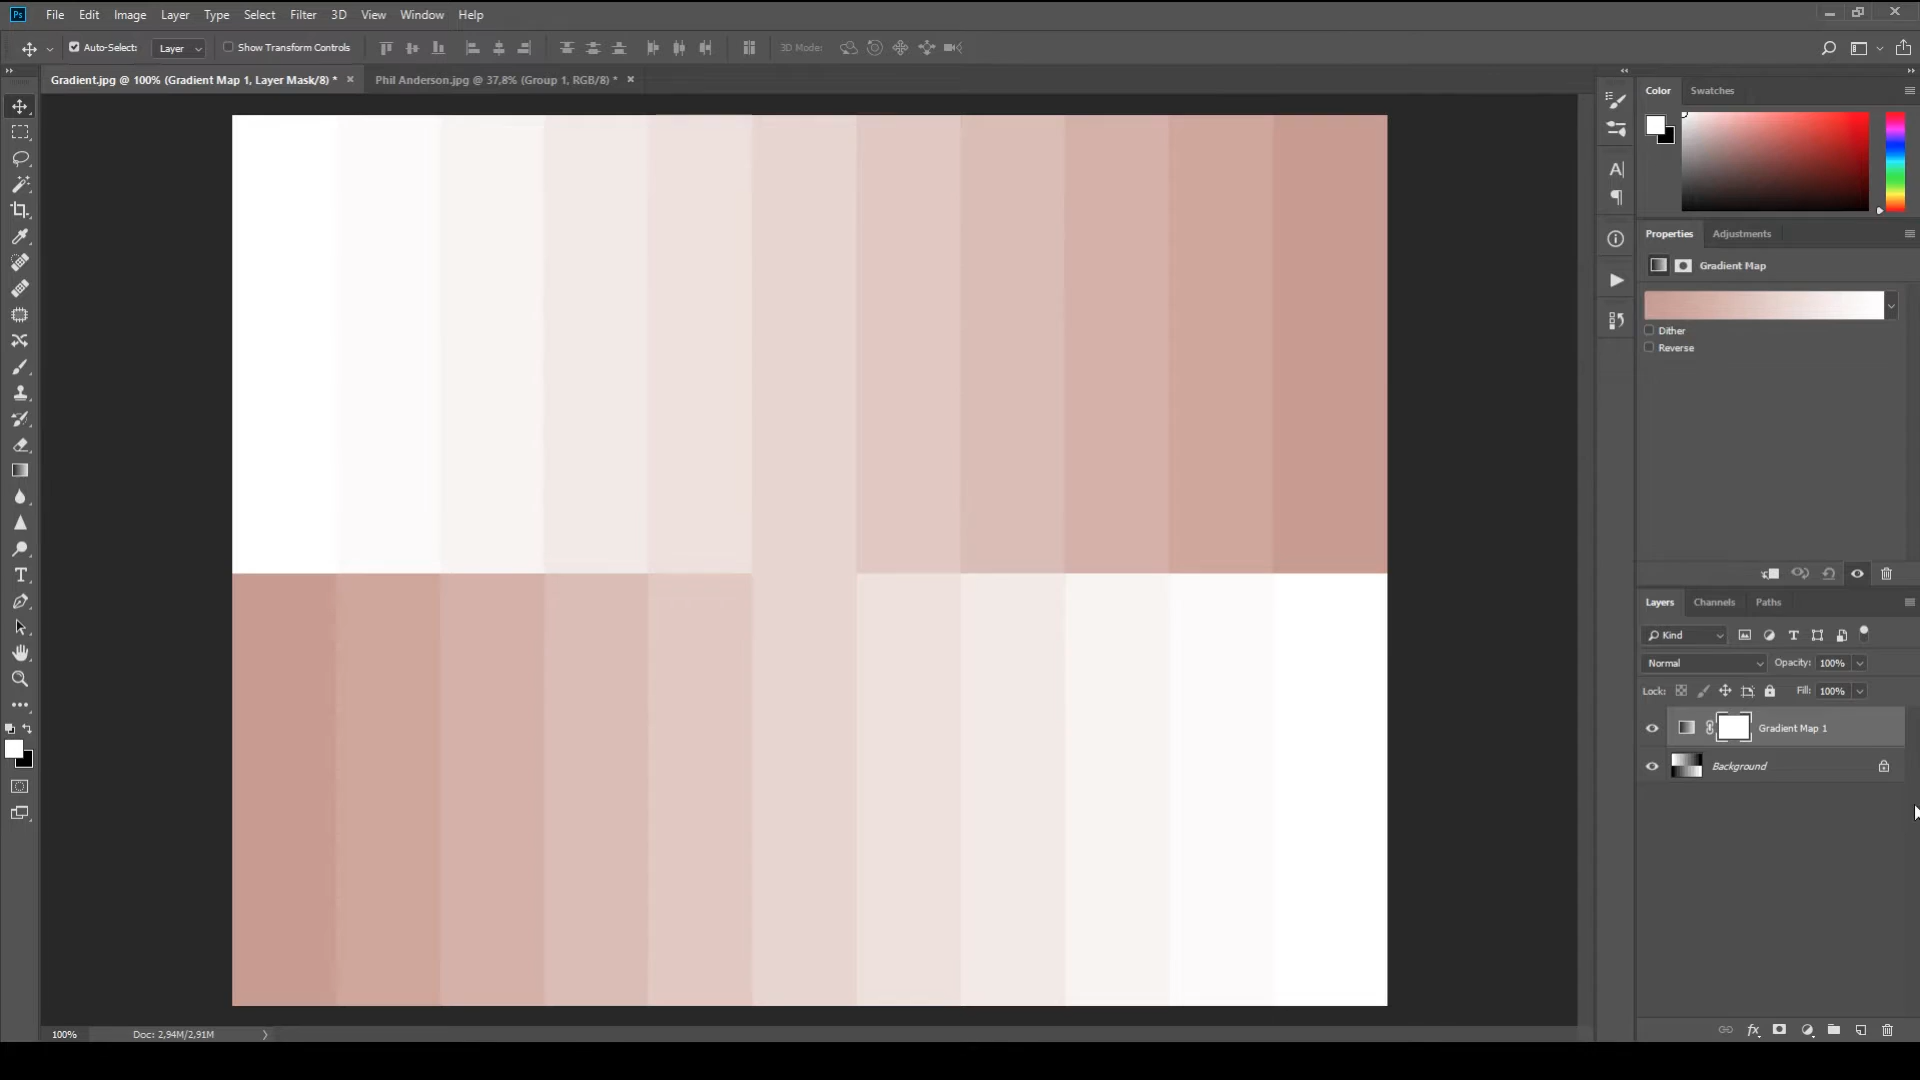 Ps File Edit Image Layer Type Select Filter 3D View Window Help
Auto-Select: Layer Show Transform Controls 3D Mode:
Gradient.jpg @ 100% (Gradient Map 1, Layer Mask/8) * Phil Anderson.jpg @ 37,8% (Group 1, RGB/8) *
Color Swatches
Properties Adjustments
Gradient Map
Dither
Reverse
Layers Channels Paths
Kind
Normal Opacity: 100%
Lock: Fill: 100%
Gradient Map 1
Background
100% Doc: 2,94M/2,91M